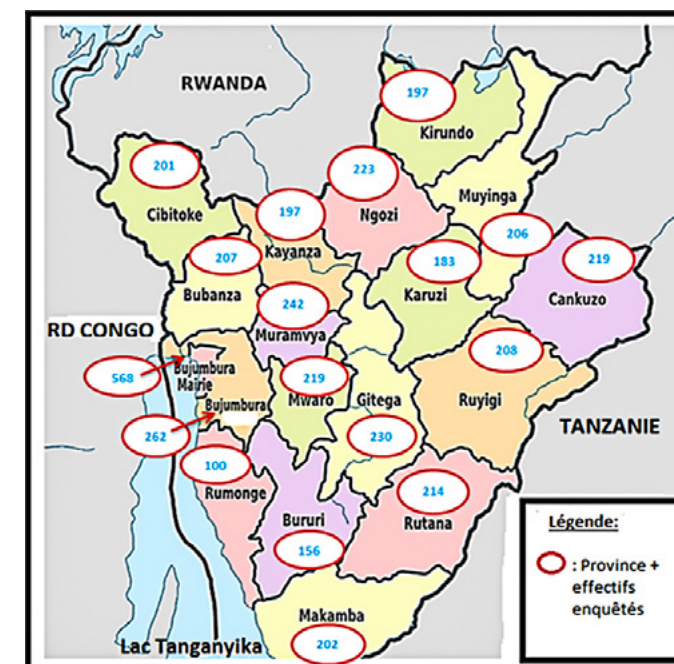 RWANDA
197
Kirundo
201
Cibitoke
223
Ngozi
Muyinga
197
Kayanza
206
207
Bubanza
183
Karuzi
219
Cankuzo
242
Muramvya
RD CONGO
568
Bujumbura
Mairie
Bujumbura
262
219
Mwaro
Gitega
230
208
Ruyigi
TANZANIE
100
Rumonge
214
Rutana
Bururi
156
Makamba
202
Lac Tanganyika
Légende:
: Province +
effectifs
enquêtés